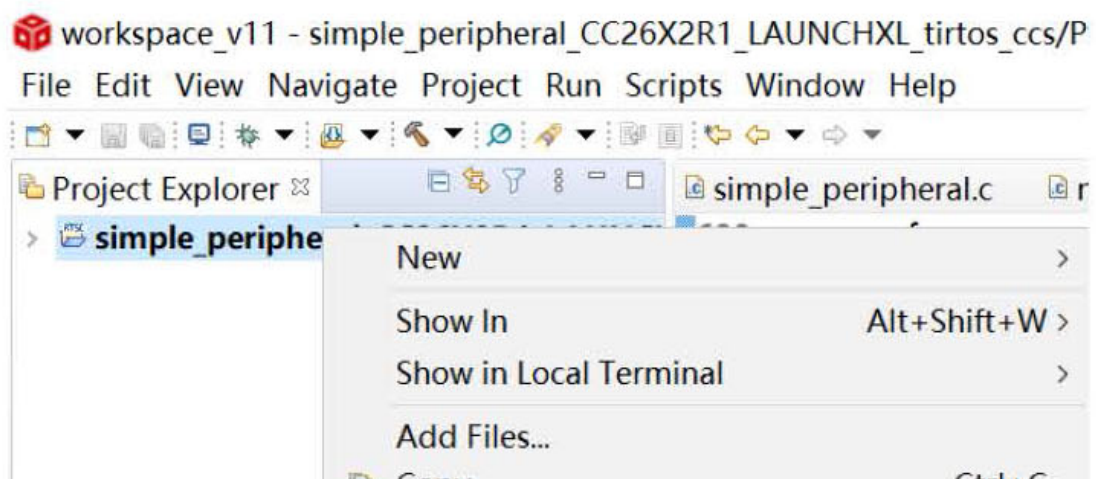 workspace_v11 - simple_peripheral_CC26X2R1_LAUNCHXL_tirtos_ccs/P
File Edit View Navigate Project Run Scripts Window Help
Project Explorer
simple_peripheral.c
simple_periphe
New
Show In Alt+Shift+W >
Show in Local Terminal
Add Files...